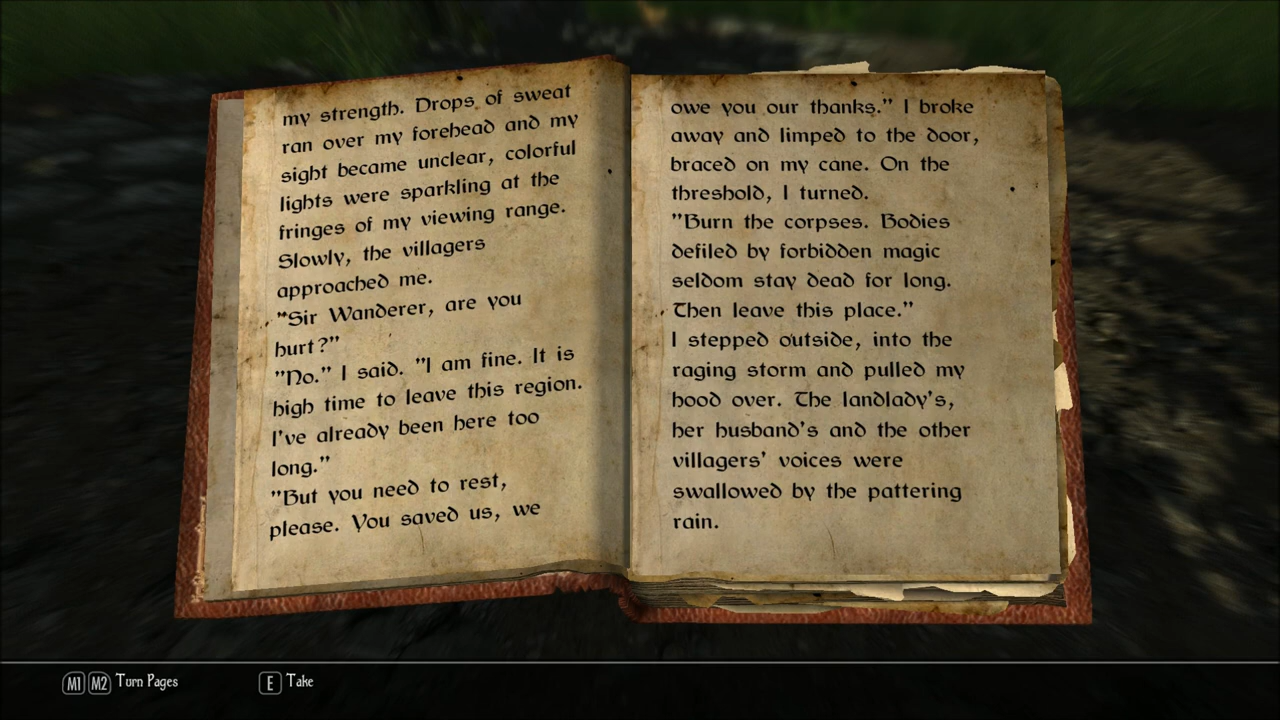 my strength. Drops of sweat
ran over my forehead and my
sight became unclear, colorful
lights were sparkling at the
fringes of my viewing range.
Slowly, the villagers
approached me.
"Sir Wanderer, are you
hurt?"
"No." I said. "I am fine. It is
high time to leave this region.
I've already been here too
long."
"But you need to rest,
please. You saved us, we
owe you our thanks." I broke
away and limped to the door,
braced on my cane. On the
threshold, I turned.
"Burn the corpses. Bodies
defiled by forbidden magic
seldom stay dead for long.
Then leave this place."
I stepped outside, into the
raging storm and pulled my
hood over. The landlady's,
her husband's and the other
villagers' voices were
swallowed by the pattering
rain.
M1 M2 Turn Pages
E Take